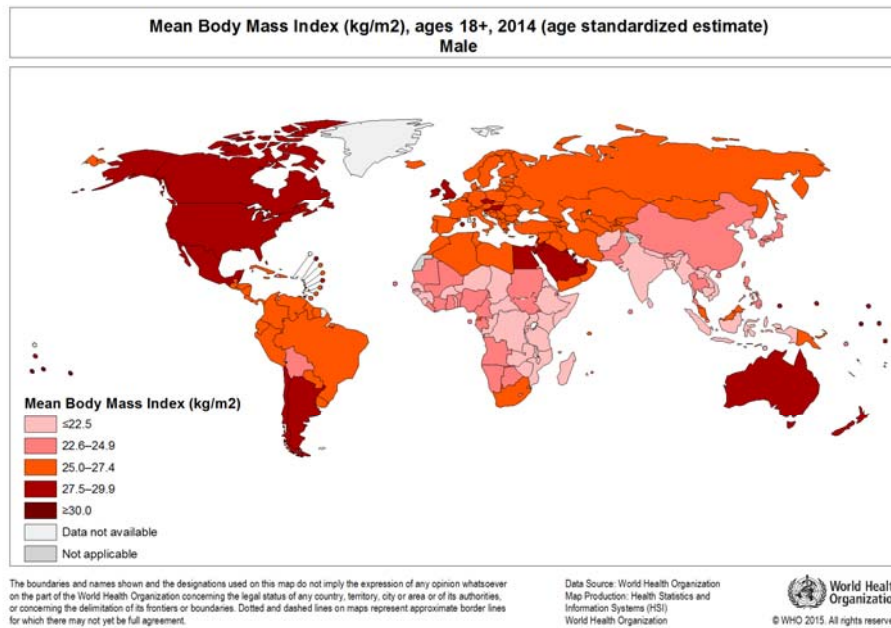 Mean Body Mass Index (kg/m2), ages 18+, 2014 (age standardized estimate)
Male
Mean Body Mass Index (kg/m2)
≤22.5
22.6–24.9
25.0–27.4
27.5–29.9
≥30.0
Data not available
Not applicable
The boundaries and names shown and the designations used on this map do not imply the expression of any opinion whatsoever
on the part of the World Health Organization concerning the legal status of any country, territory, city or area or of its authorities,
or concerning the delimitation of its frontiers or boundaries. Dotted and dashed lines on maps represent approximate border lines
for which there may not yet be full agreement.
Data Source: World Health Organization
Map Production: Health Statistics and
Information Systems (HSI)
World Health Organization
World Healt
Organization
© WHO 2015. All rights reserve